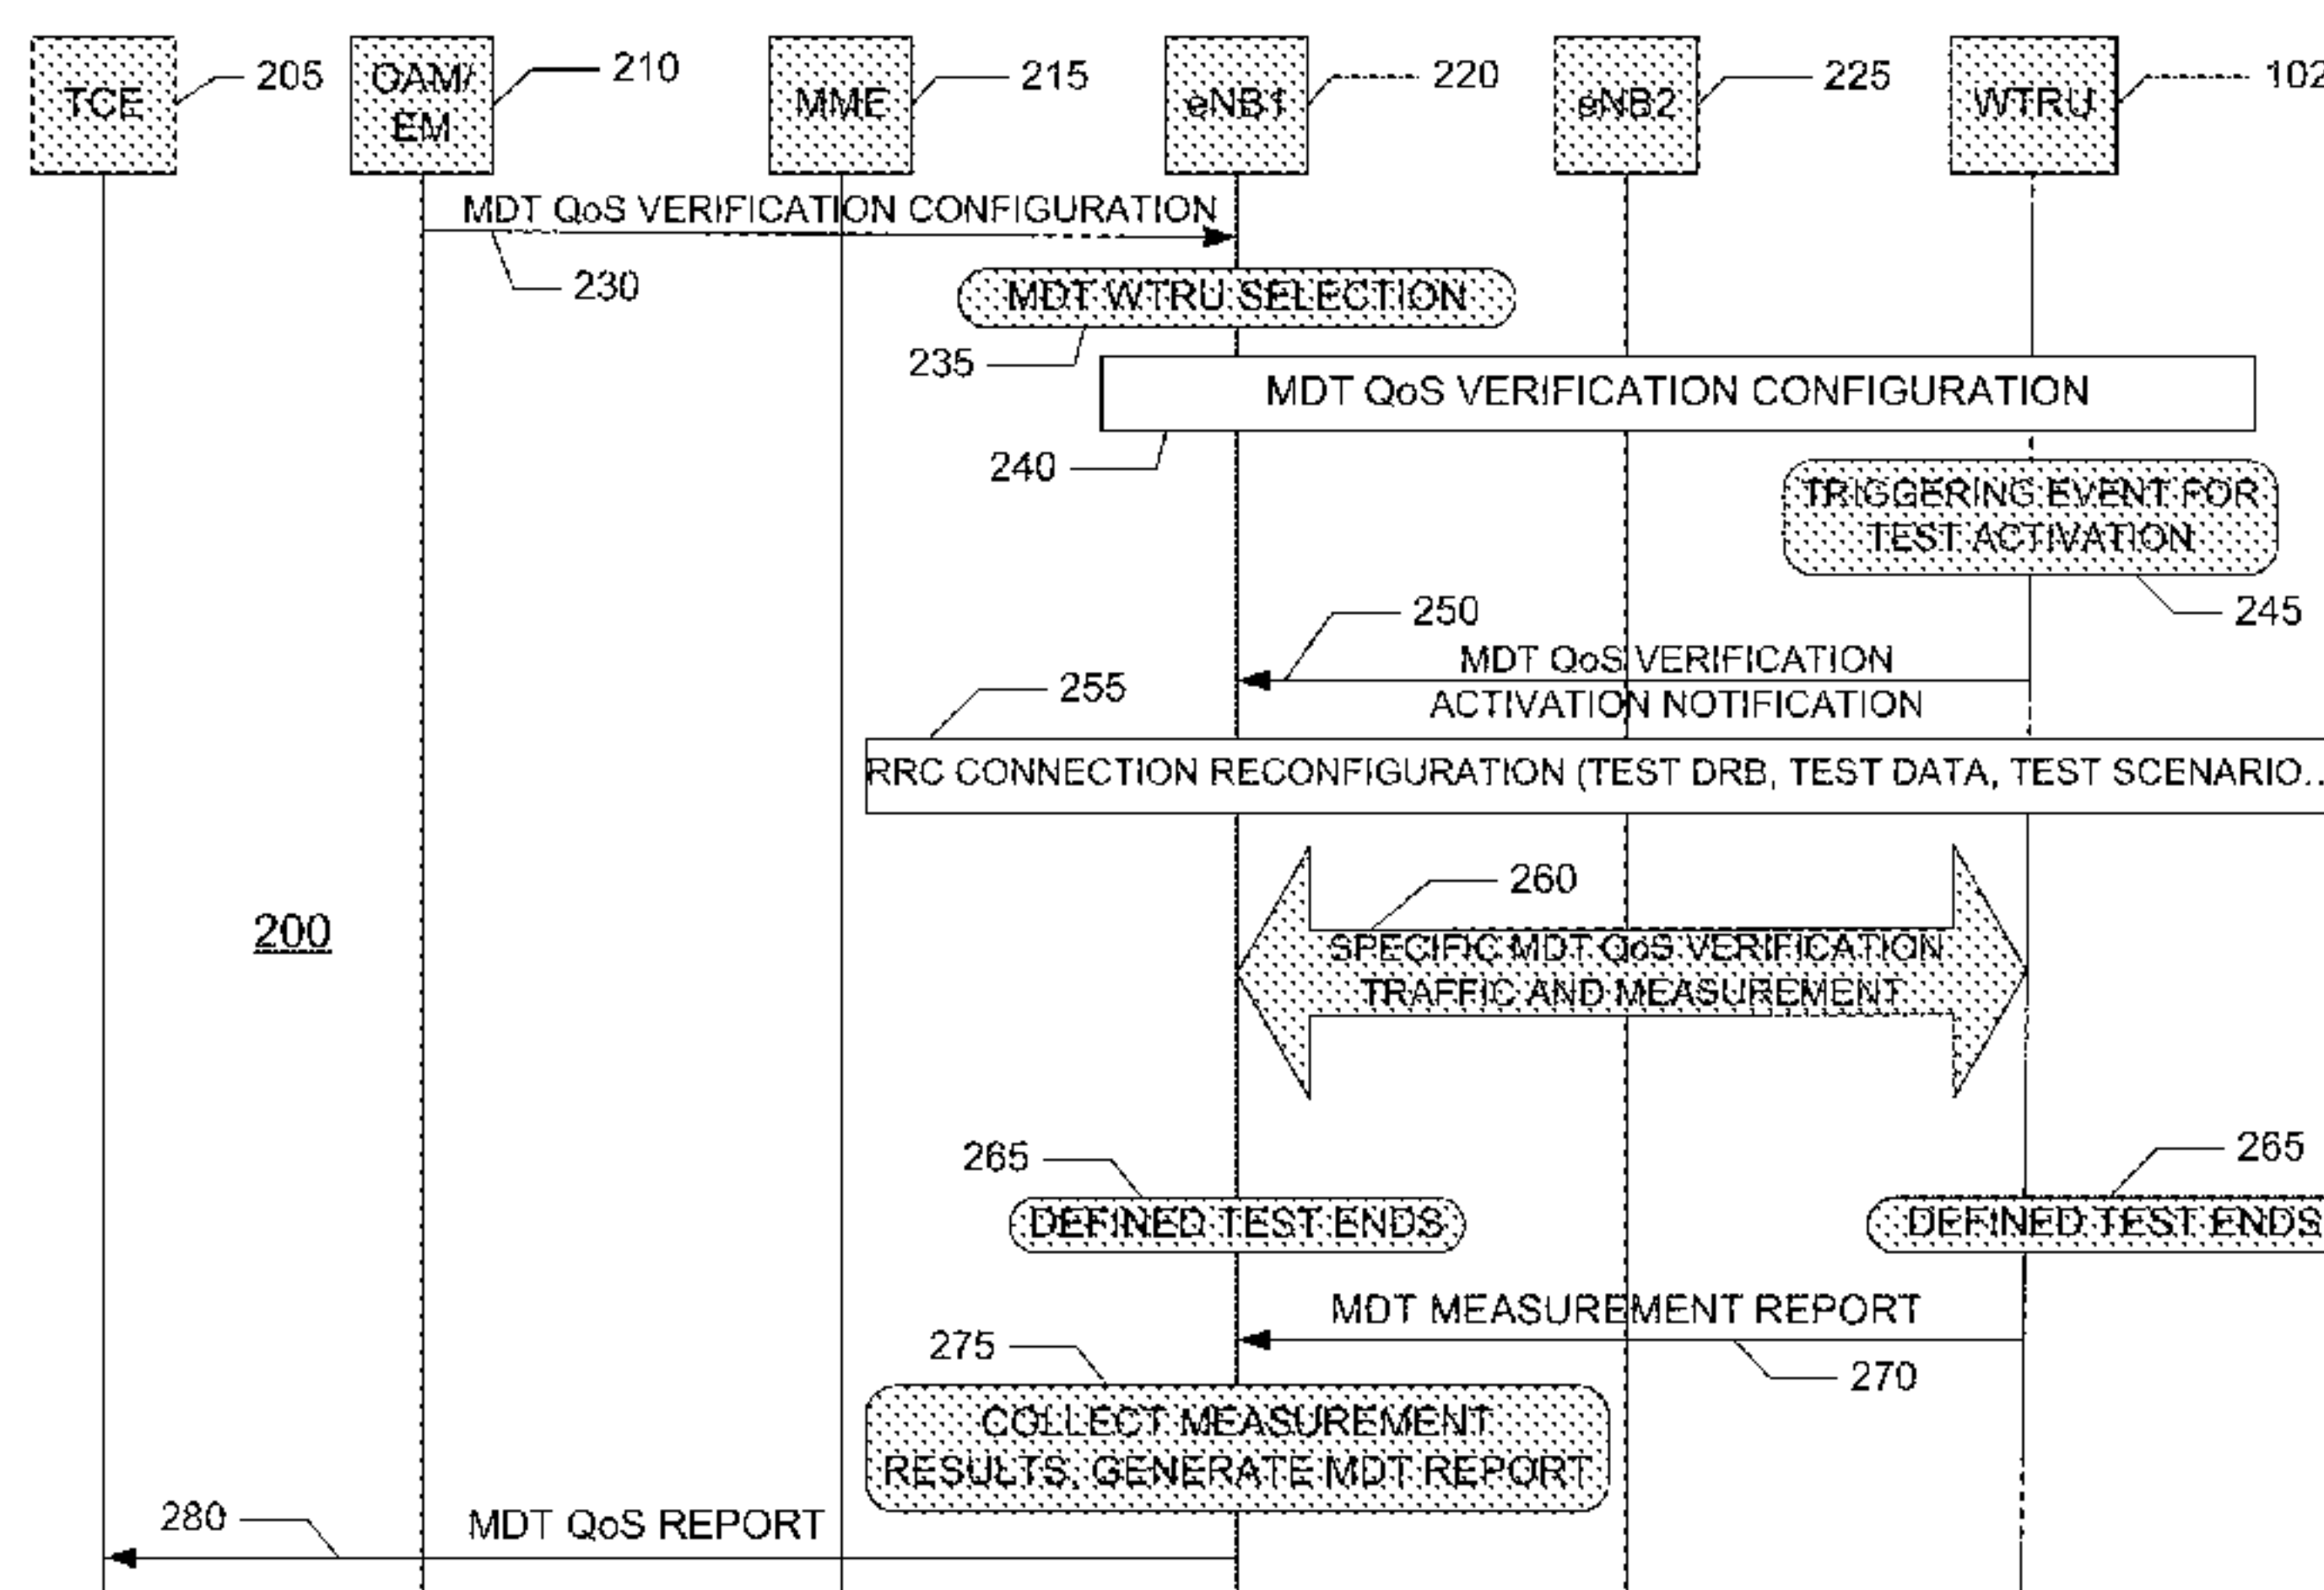 TCE
205
OAM/
EM
210
MME
215
eNB1
220
eNB2
225
WTRU
102
MDT QoS VERIFICATION CONFIGURATION
230
MDT WTRU SELECTION
235
MDT QoS VERIFICATION CONFIGURATION
240
TRIGGERING EVENT FOR
TEST ACTIVATION
245
250
MDT QoS VERIFICATION
ACTIVATION NOTIFICATION
255
RRC CONNECTION RECONFIGURATION (TEST DRB, TEST DATA, TEST SCENARIO..
260
SPECIFIC MDT QoS VERIFICATION
TRAFFIC AND MEASUREMENT
200
265
DEFINED TEST ENDS
265
DEFINED TEST ENDS
MDT MEASUREMENT REPORT
270
275
COLLECT MEASUREMENT
RESULTS, GENERATE MDT REPORT
280
MDT QoS REPORT